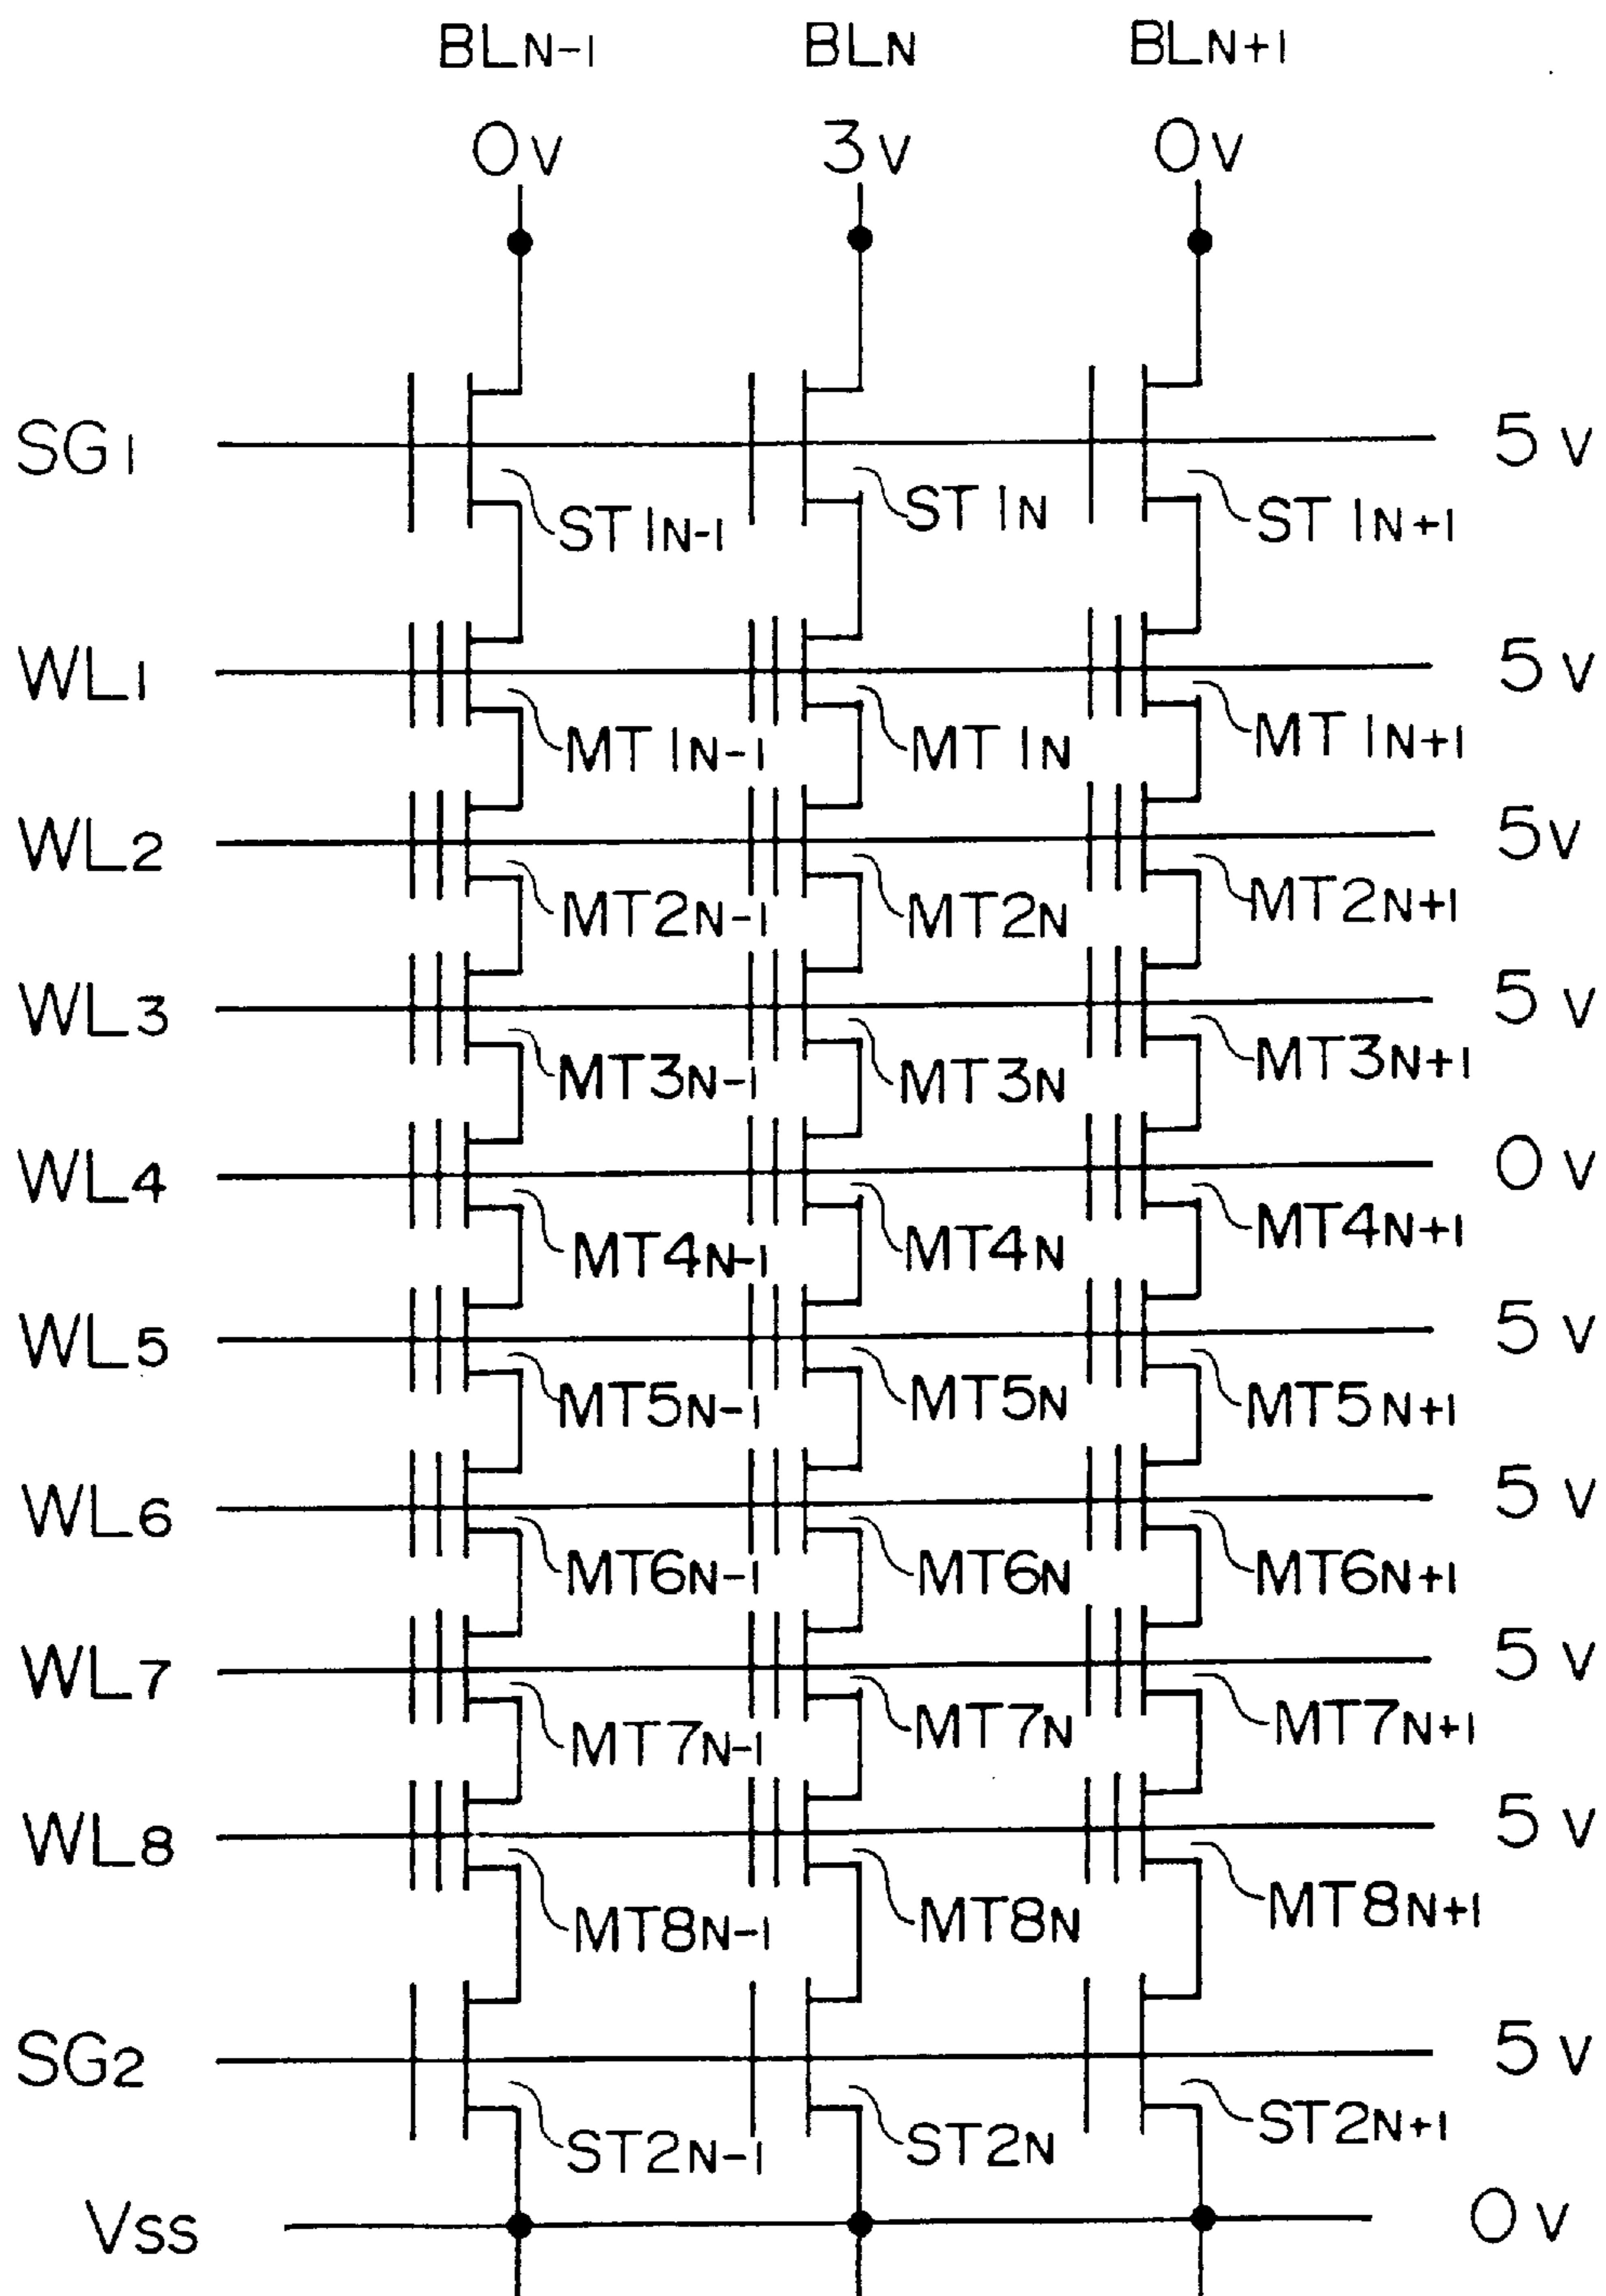 BLN-1 BLN BLN+1
0V 3V 0V
SG1 5V
ST1N-1 ST1N ST1N+1
WL1 5V
MT1N-1 MT1N MT1N+1
WL2 5V
MT2N-1 MT2N MT2N+1
WL3 5V
MT3N-1 MT3N MT3N+1
WL4 0V
MT4N-1 MT4N MT4N+1
WL5 5V
MT5N-1 MT5N MT5N+1
WL6 5V
MT6N-1 MT6N MT6N+1
WL7 5V
MT7N-1 MT7N MT7N+1
WL8 5V
MT8N-1 MT8N MT8N+1
SG2 5V
ST2N-1 ST2N ST2N+1
VSS 0V